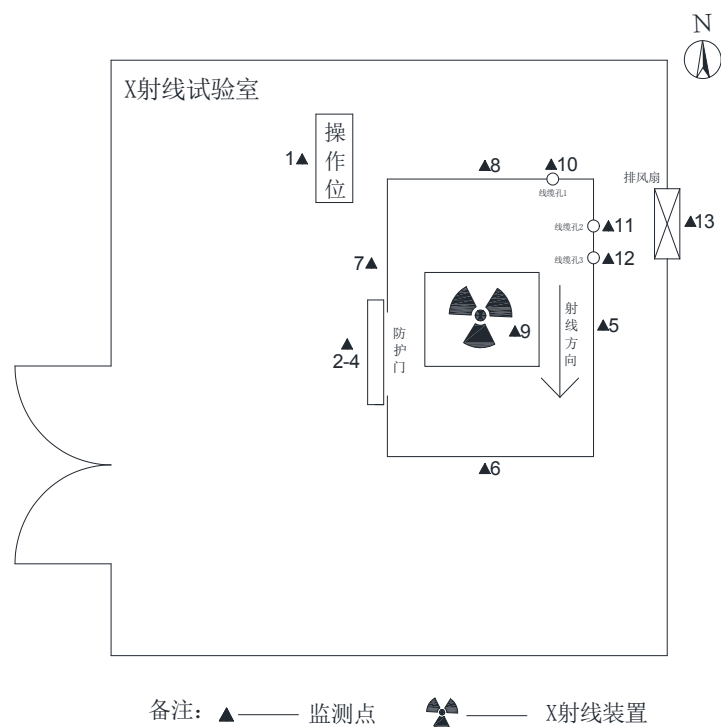 N
X射线试验室
操作位
1
8
10
排风扇
线缆孔1
线缆孔2
11
13
线缆孔3
12
7
9
射线方向
5
防护门
2-4
6
备注：
监测点
X射线装置